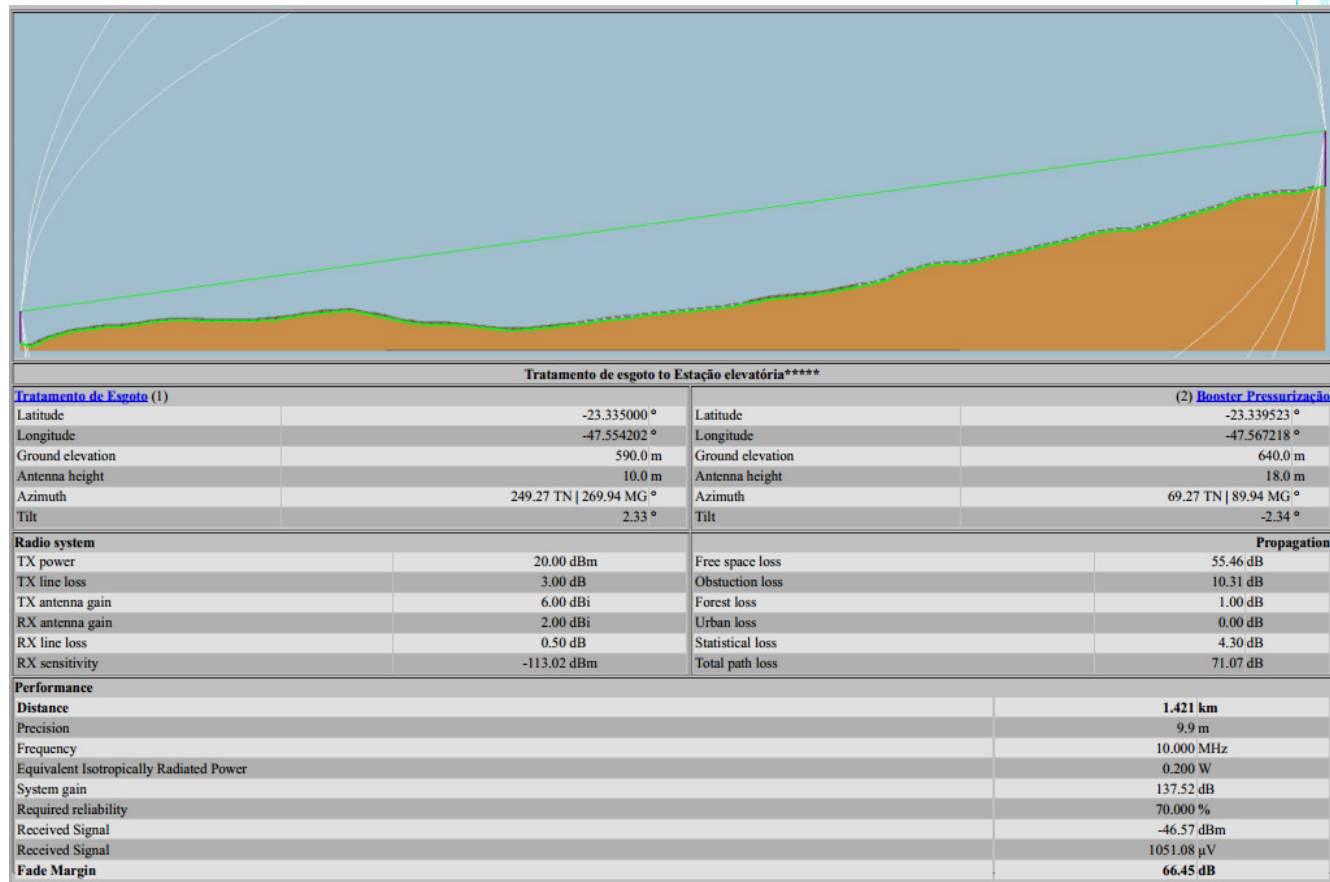 Tratamento de esgoto to Estação elevatória*****
Tratamento de Esgoto (1) (2) Booster Pressurização
Latitude -23.335000 ° Latitude -23.339523 °
Longitude -47.554202 ° Longitude -47.567218 °
Ground elevation 590.0 m Ground elevation 640.0 m
Antenna height 10.0 m Antenna height 18.0 m
Azimuth 249.27 TN | 269.94 MG ° Azimuth 69.27 TN | 89.94 MG °
Tilt 2.33 ° Tilt -2.34 °
Radio system Propagation
TX power 20.00 dBm Free space loss 55.46 dB
TX line loss 3.00 dB Obstuction loss 10.31 dB
TX antenna gain 6.00 dBi Forest loss 1.00 dB
RX antenna gain 2.00 dBi Urban loss 0.00 dB
RX line loss 0.50 dB Statistical loss 4.30 dB
RX sensitivity -113.02 dBm Total path loss 71.07 dB
Performance
Distance 1.421 km
Precision 9.9 m
Frequency 10.000 MHz
Equivalent Isotropically Radiated Power 0.200 W
System gain 137.52 dB
Required reliability 70.000 %
Received Signal -46.57 dBm
Received Signal 1051.08 µV
Fade Margin 66.45 dB